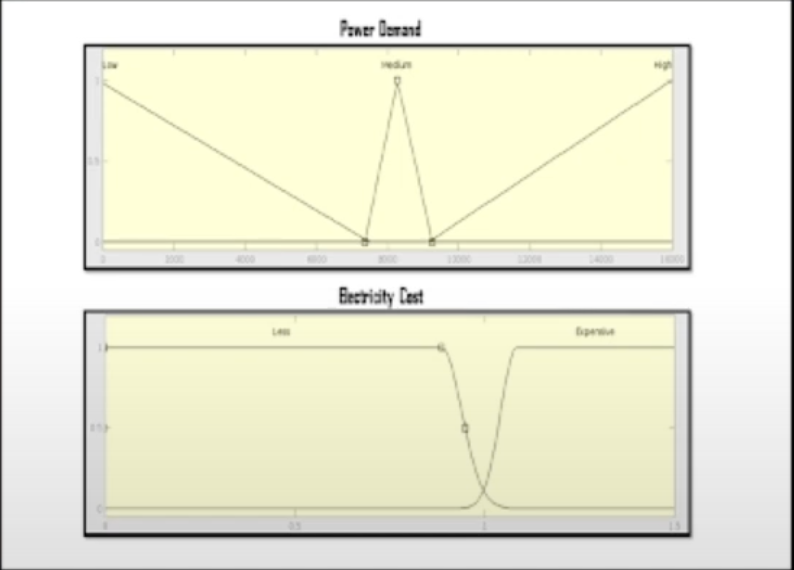 Power Demand
Low Medium High
1
0.5
0
0 2000 4000 6000 8000 10000 12000 14000 16000
Electricity Cost
Less Expensive
1
0.5
0
0 0.5 1 1.5